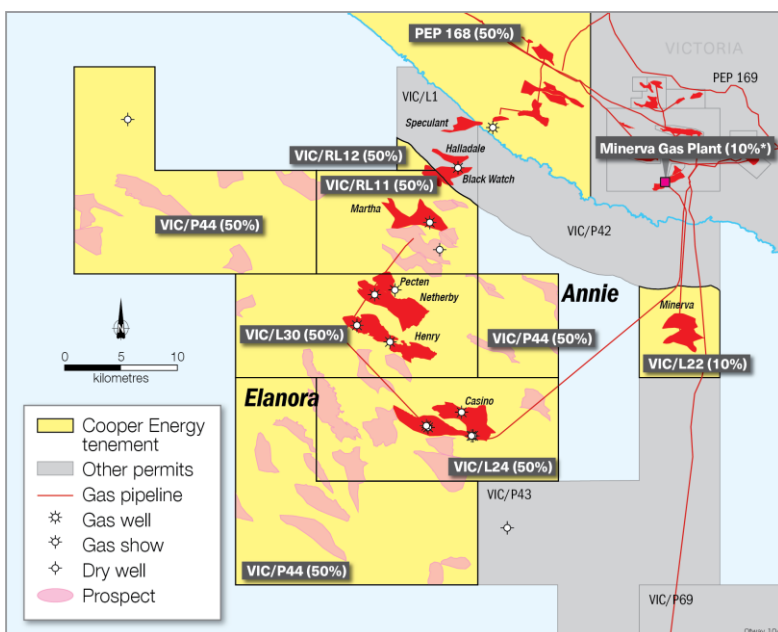 PEP 168 (50%)
VICTORIA
PEP 169
VIC/L1
Speculant
Minerva Gas Plant (10%*)
Halladale
VIC/RL12 (50%)
Black Watch
VIC/RL11 (50%)
Martha
VIC/P44 (50%)
VIC/P42
Pecten
Annie
Netherby
Minerva
N
VIC/L30 (50%)
Henry
VIC/P44 (50%)
0 5 10
kilometres
VIC/L22 (10%)
Elanora
Casino
Cooper Energy
tenement
Other permits
Gas pipeline
Gas well
Gas show
Dry well
Prospect
VIC/L24 (50%)
VIC/P43
VIC/P44 (50%)
VIC/P69